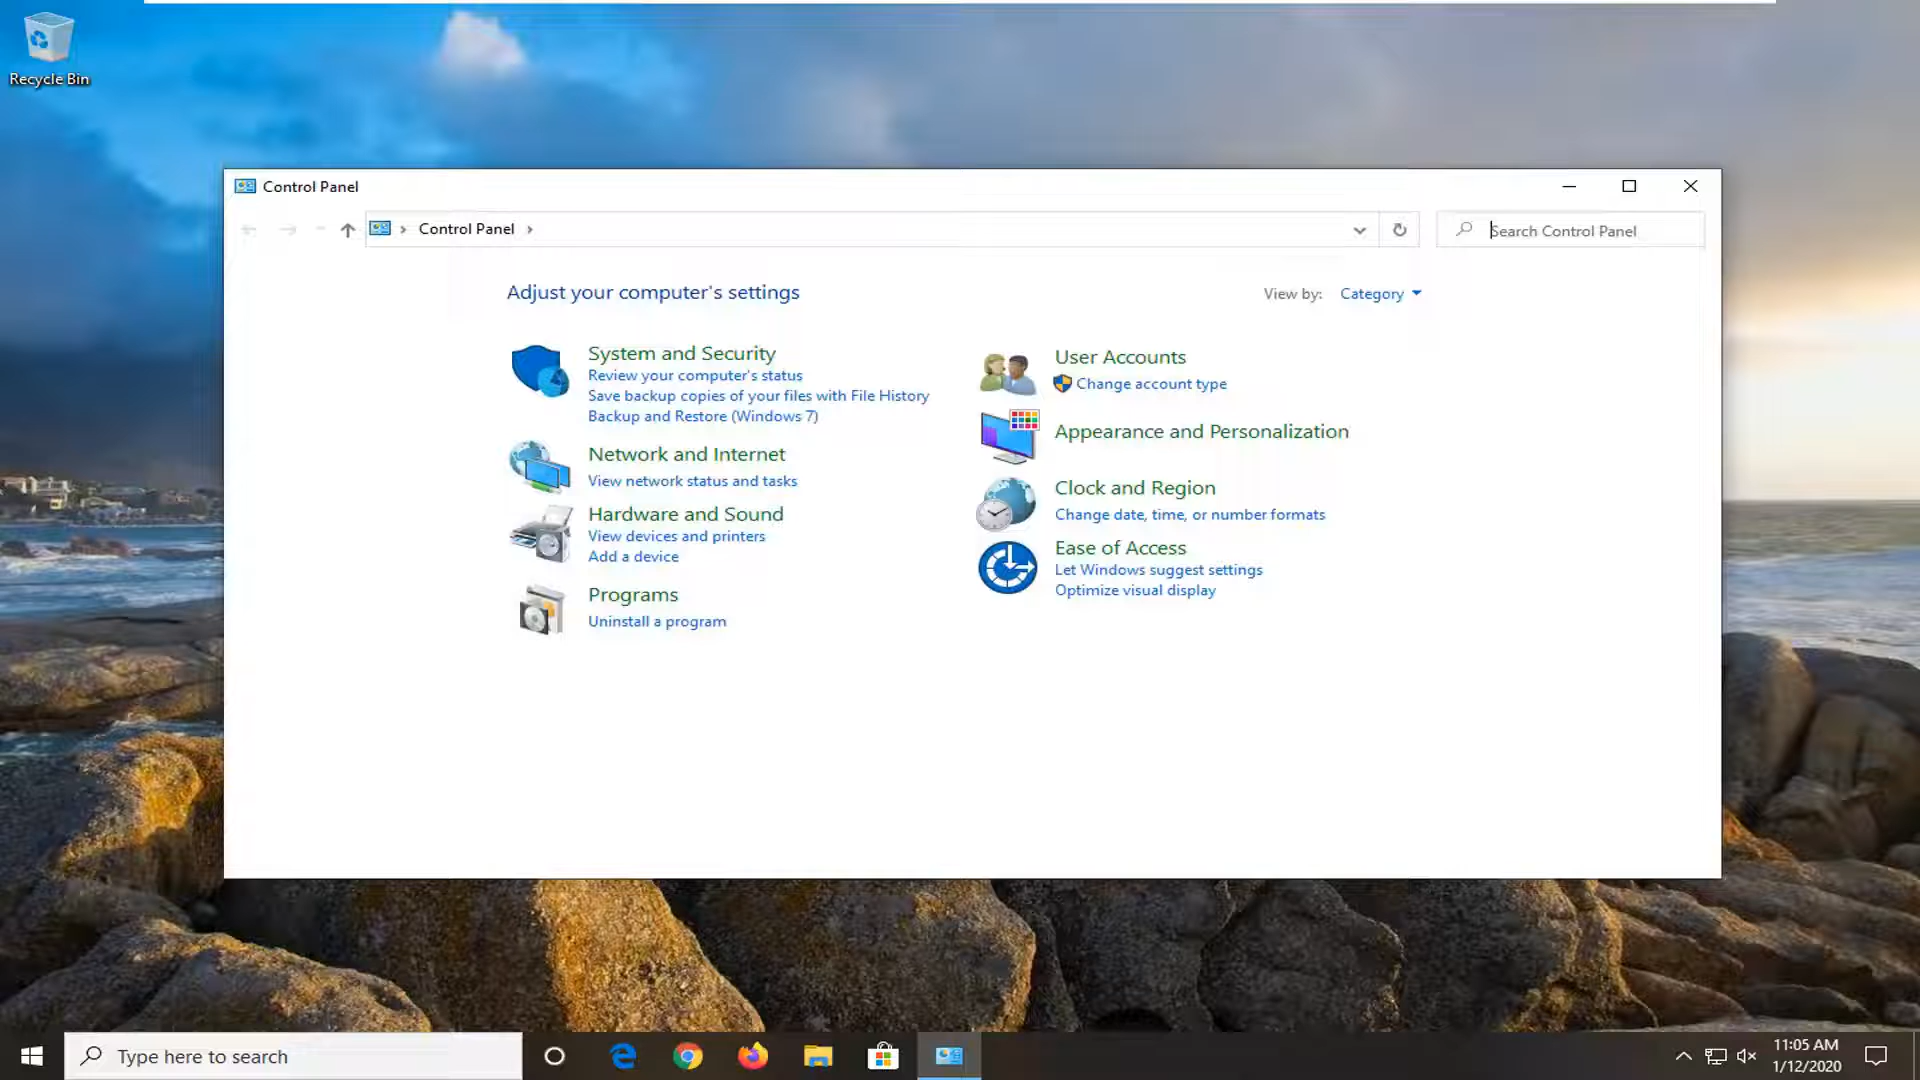 Recycle Bin
Control Panel
Control Panel
Search Control Panel
Adjust your computer's settings
View by: Category
System and Security
Review your computer's status
Save backup copies of your files with File History
Backup and Restore (Windows 7)
Network and Internet
View network status and tasks
Hardware and Sound
View devices and printers
Add a device
Programs
Uninstall a program
User Accounts
Change account type
Appearance and Personalization
Clock and Region
Change date, time, or number formats
Ease of Access
Let Windows suggest settings
Optimize visual display
Type here to search
11:05 AM
1/12/2020